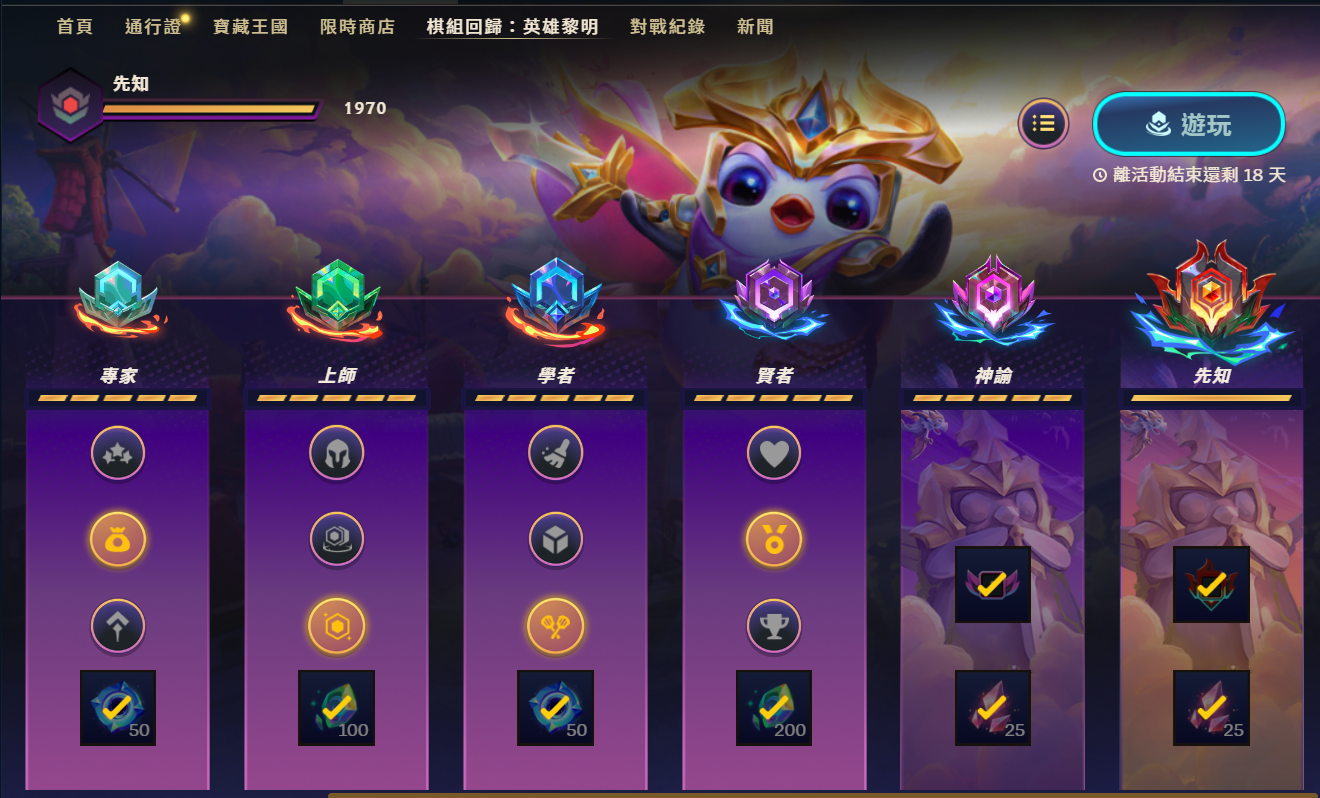 首頁 通行證 寶藏王國 限時商店 棋組回歸：英雄黎明 對戰紀錄 新聞
先知
1970
遊玩
離活動結束還剩 18 天
專家 上師 學者 賢者 神諭 先知
50 100 50 200 25 25